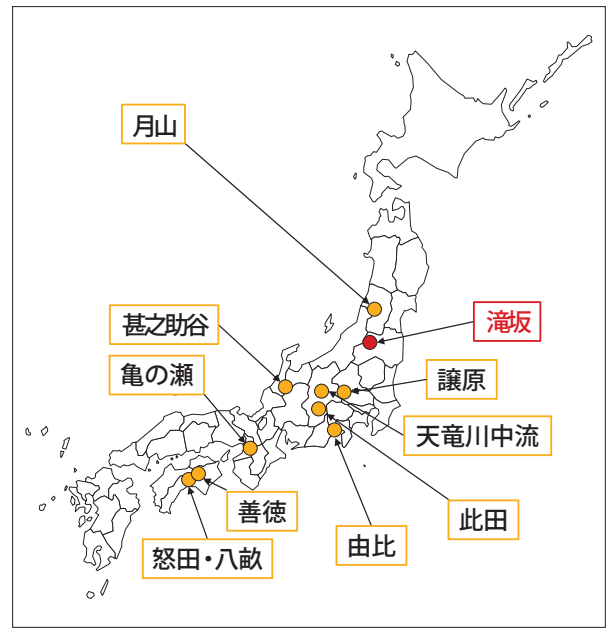 月山
滝坂
甚之助谷
亀の瀬
譲原
天竜川中流
善徳
此田
由比
怒田・八畝